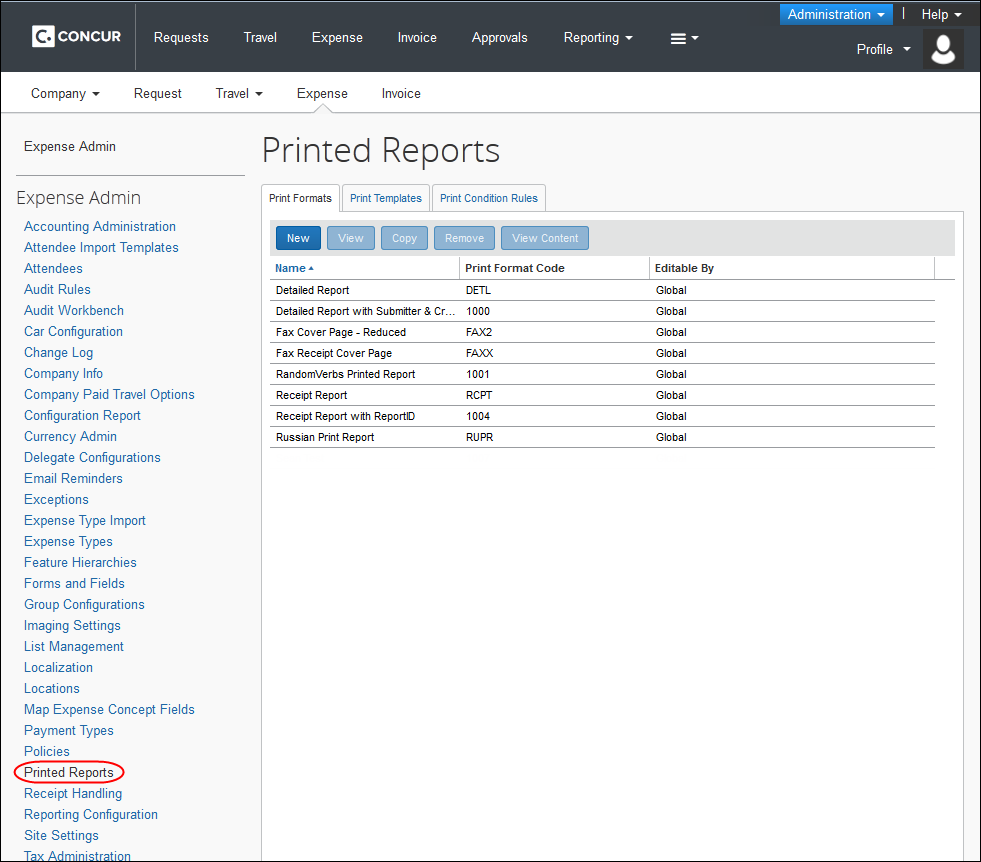 Administration | Help
C. CONCUR Requests Travel Expense Invoice Approvals Reporting
Profile
Company Request Travel Expense Invoice
Expense Admin
Expense Admin
Accounting Administration
Attendee Import Templates
Attendees
Audit Rules
Audit Workbench
Car Configuration
Change Log
Company Info
Company Paid Travel Options
Configuration Report
Currency Admin
Delegate Configurations
Email Reminders
Exceptions
Expense Type Import
Expense Types
Feature Hierarchies
Forms and Fields
Group Configurations
Imaging Settings
List Management
Localization
Locations
Map Expense Concept Fields
Payment Types
Policies
Printed Reports
Receipt Handling
Reporting Configuration
Site Settings
Tax Administration
Printed Reports
Print Formats Print Templates Print Condition Rules
New View Copy Remove View Content
Name Print Format Code Editable By
Detailed Report DETL Global
Detailed Report with Submitter & Cr... 1000 Global
Fax Cover Page - Reduced FAX2 Global
Fax Receipt Cover Page FAXX Global
RandomVerbs Printed Report 1001 Global
Receipt Report RCPT Global
Receipt Report with ReportID 1004 Global
Russian Print Report RUPR Global